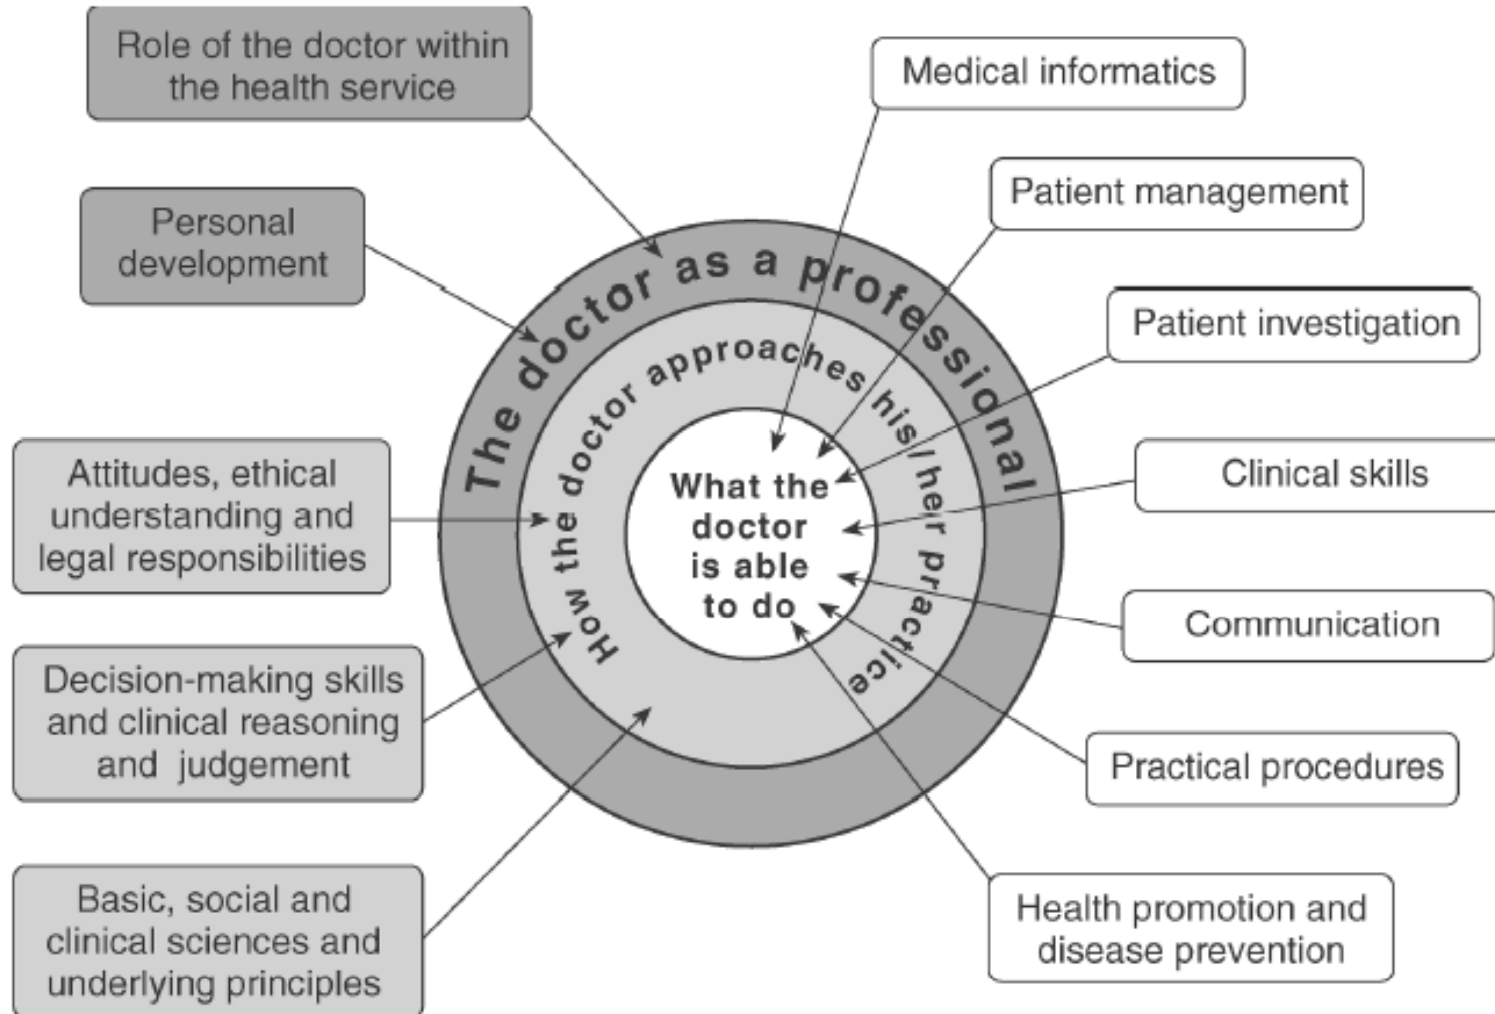 Role of the doctor within
the health service
Personal
development
Attitudes, ethical
understanding and
legal responsibilities
Decision-making skills
and clinical reasoning
and judgement
Basic, social and
clinical sciences and
underlying principles
The doctor as a professional
How the doctor approaches his/her practice
What the
doctor
is able
to do
Medical informatics
Patient management
Patient investigation
Clinical skills
Communication
Practical procedures
Health promotion and
disease prevention